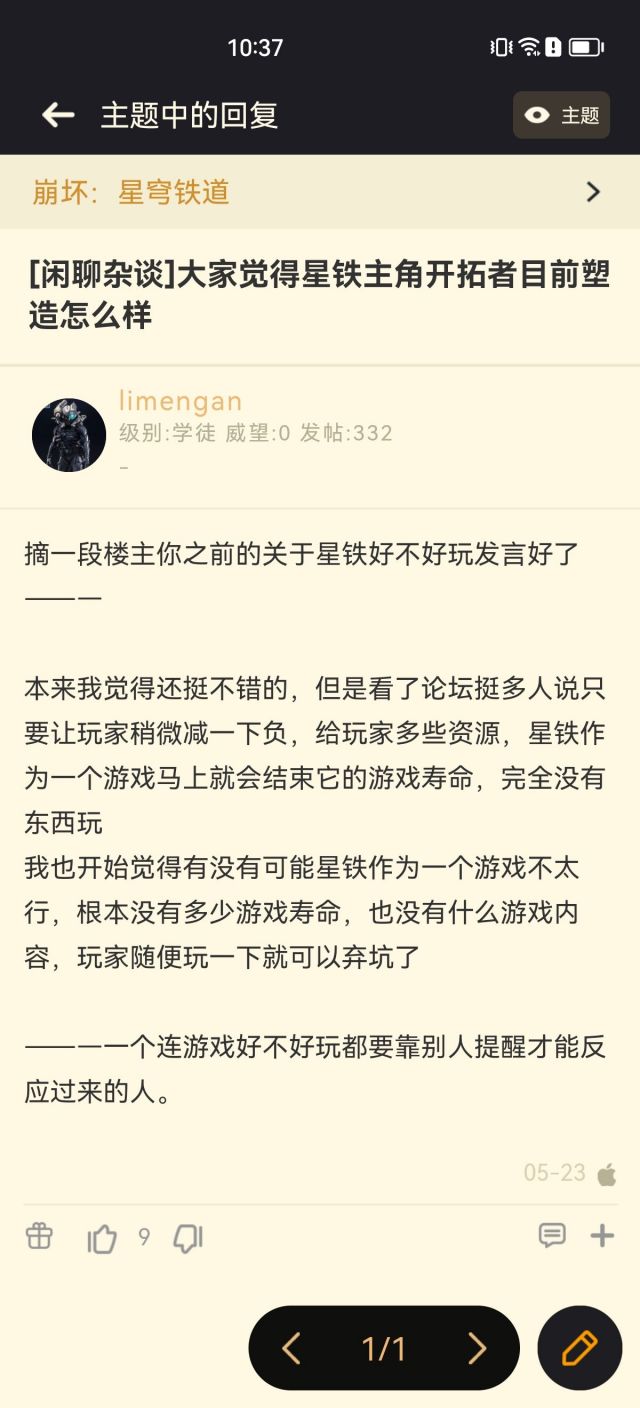 10:37
主题中的回复
主题
崩坏：星穹铁道
[闲聊杂谈]大家觉得星铁主角开拓者目前塑
造怎么样
limengan
级别:学徒 威望:0 发帖:332
-
摘一段楼主你之前的关于星铁好不好玩发言好了
——一
本来我觉得还挺不错的，但是看了论坛挺多人说只
要让玩家稍微减一下负，给玩家多些资源，星铁作
为一个游戏马上就会结束它的游戏寿命，完全没有
东西玩
我也开始觉得有没有可能星铁作为一个游戏不太
行，根本没有多少游戏寿命，也没有什么游戏内
容，玩家随便玩一下就可以弃坑了
——一一个连游戏好不好玩都要靠别人提醒才能反
应过来的人。
05-23
9
1/1